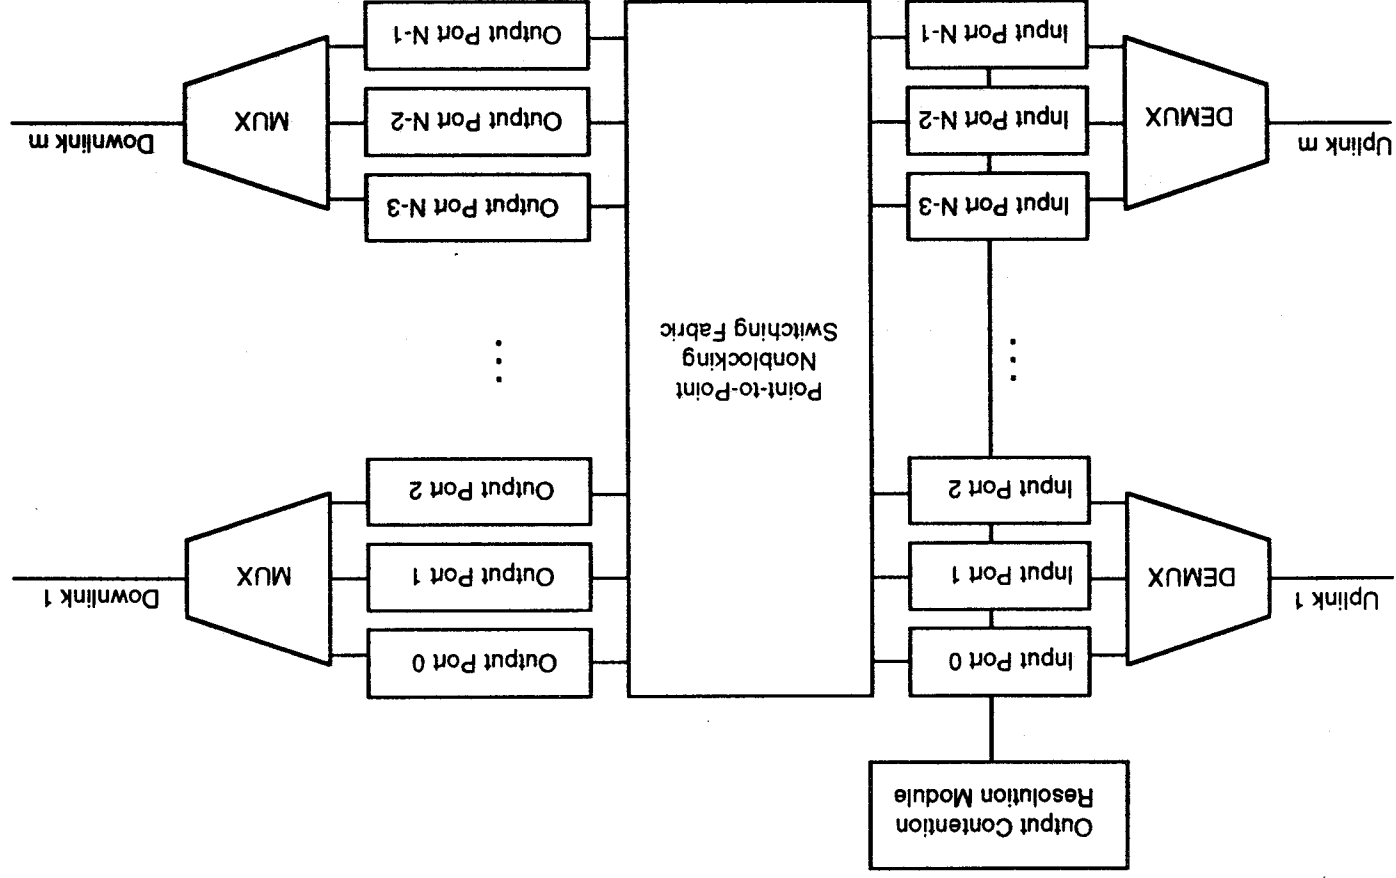 Output Contention
Resolution Module
Uplink 1
DEMUX
Input Port 0
Input Port 1
Input Port 2
Point-to-Point
Nonblocking
Switching Fabric
Output Port 0
Output Port 1
Output Port 2
MUX
Downlink 1
Uplink m
DEMUX
Input Port N-3
Input Port N-2
Input Port N-1
Output Port N-3
Output Port N-2
Output Port N-1
MUX
Downlink m